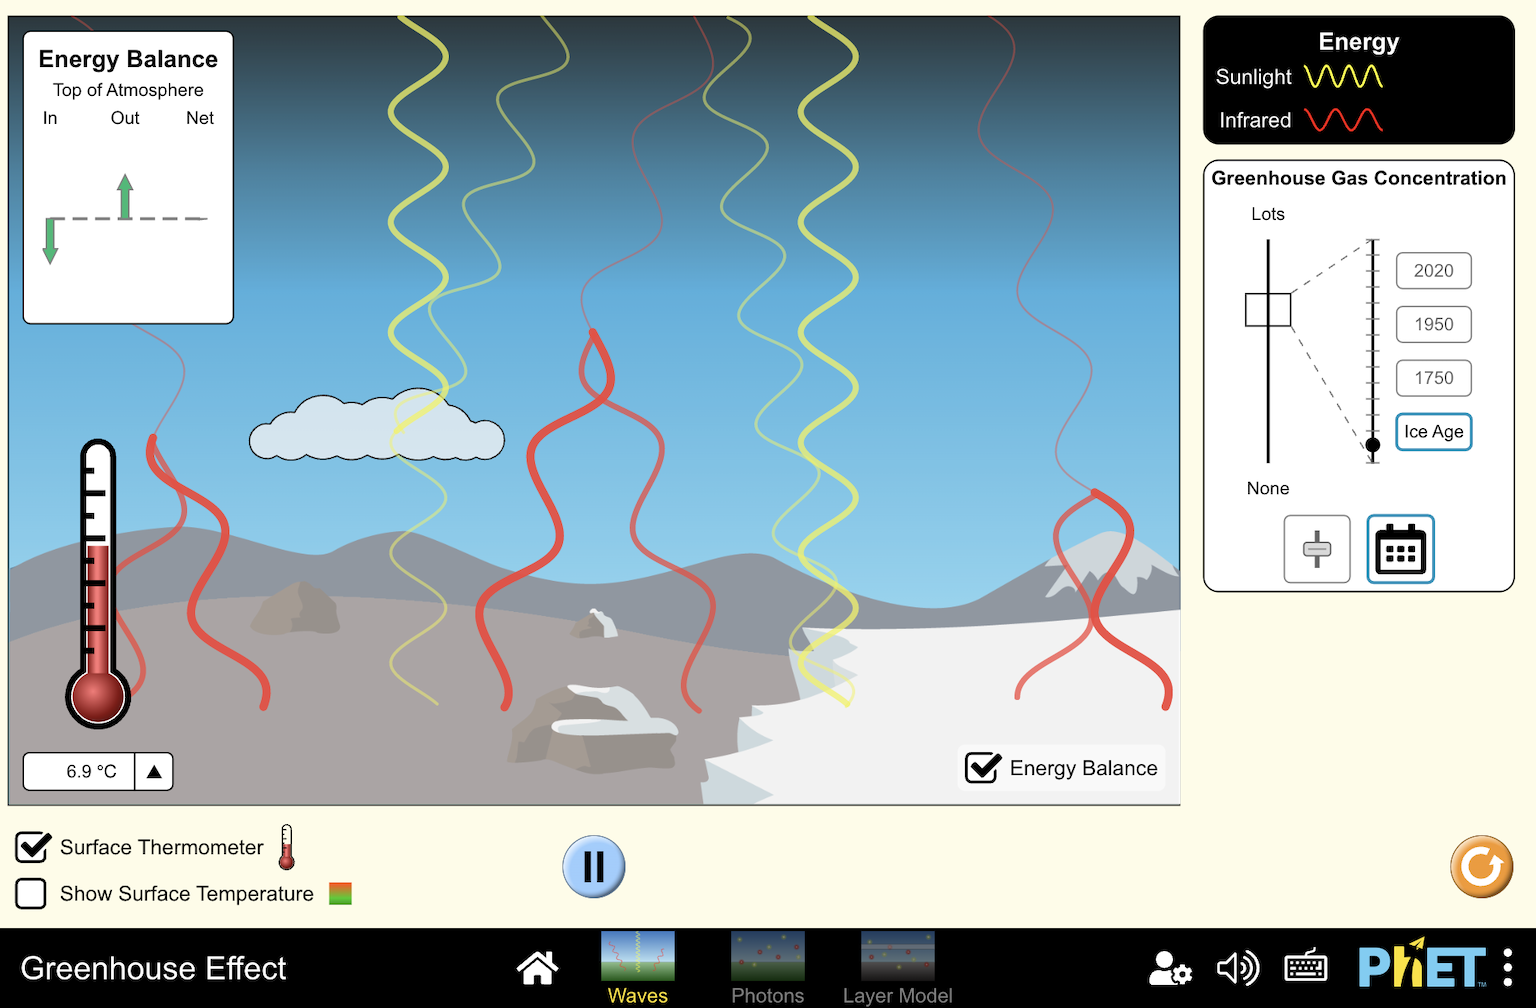 Energy Balance
Top of Atmosphere
In Out Net
Energy
Sunlight
Infrared
Greenhouse Gas Concentration
Lots
2020
1950
1750
Ice Age
None
6.9 °C
Energy Balance
Surface Thermometer
Show Surface Temperature
Greenhouse Effect
Waves
Photons
Layer Model
PhET™